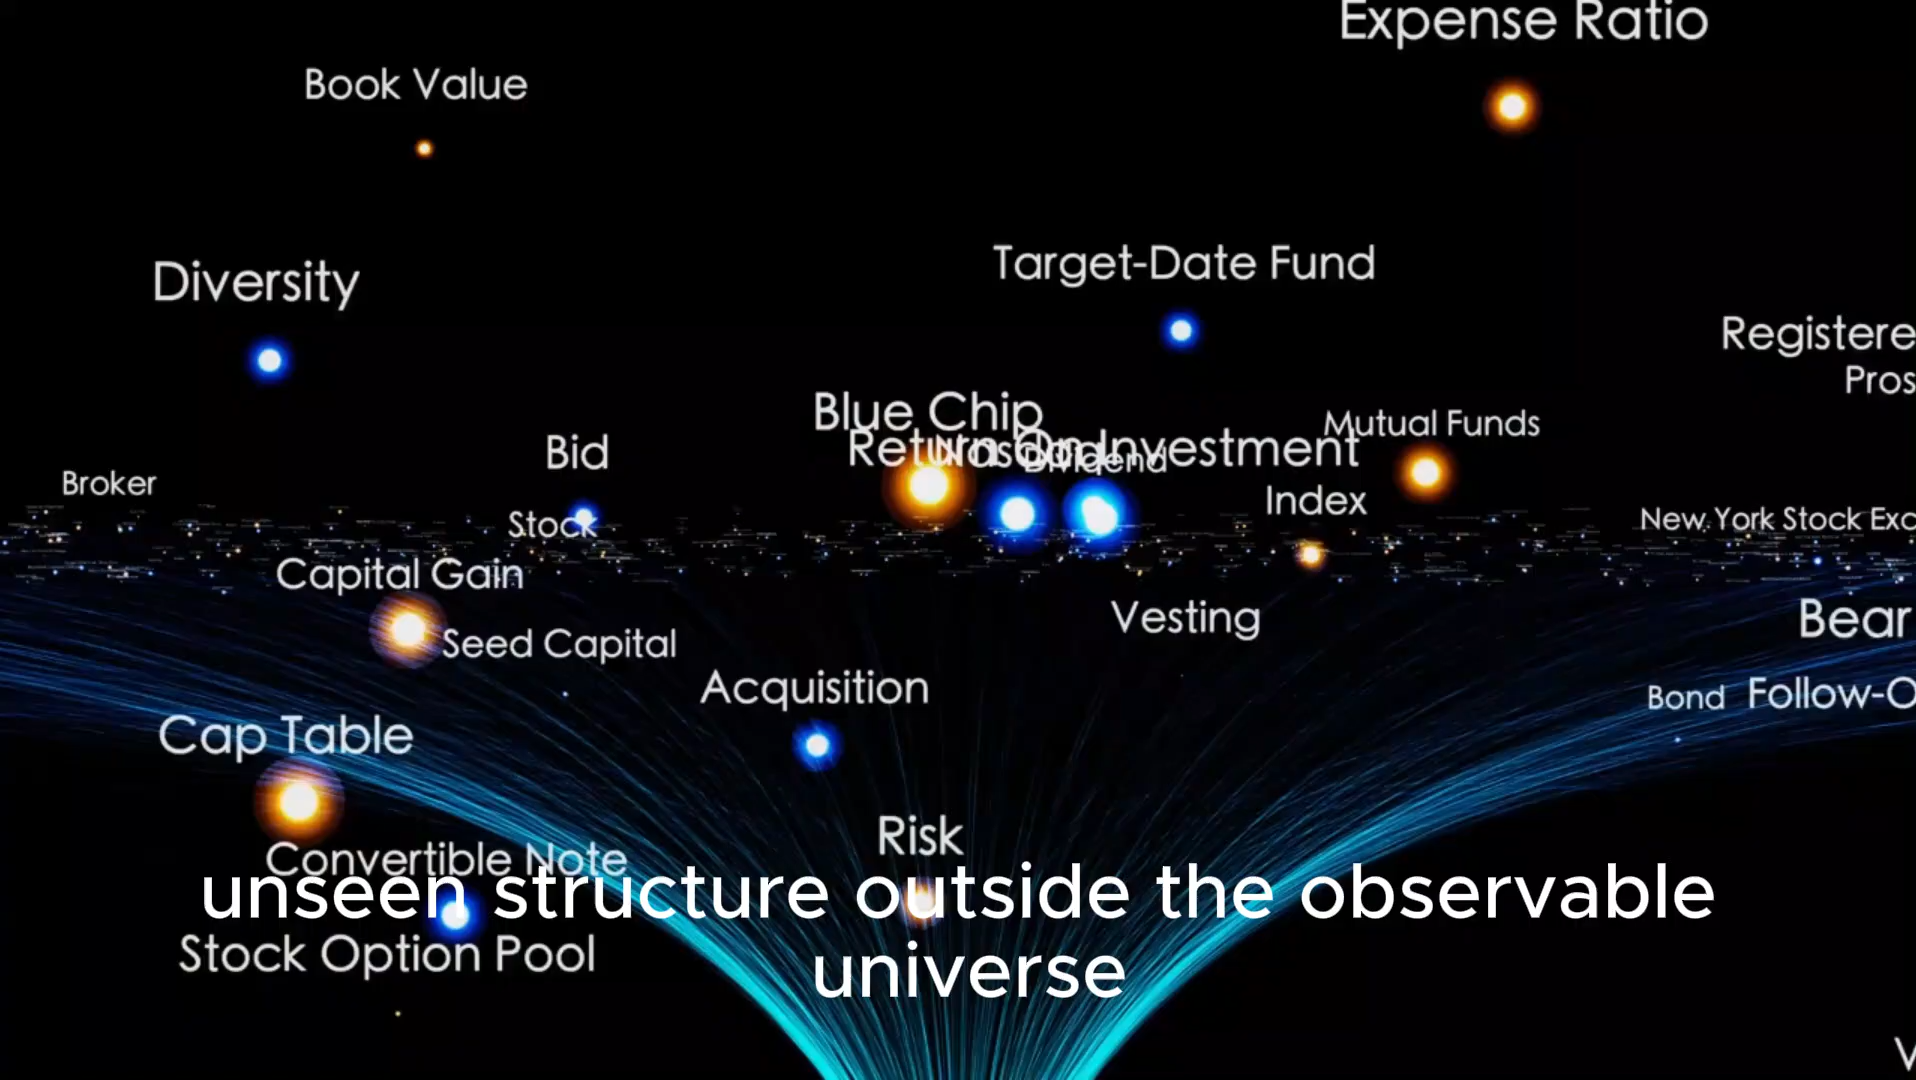 Expense Ratio
Book Value
Target-Date Fund
Diversity
Registere
Pros
Blue Chip
Mutual Funds
Return On Investment
Dividend
Bid
Broker
Index
Stock
New York Stock Exc
Capital Gain
Vesting
Bear
Seed Capital
Acquisition
Bond
Follow-O
Cap Table
Risk
Convertible Note
unseen structure outside the observable
universe
Stock Option Pool